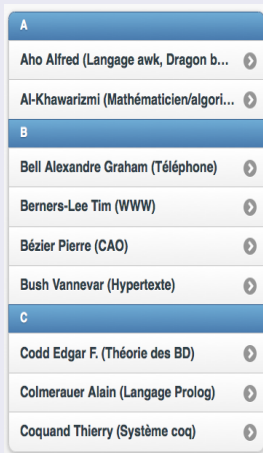 A
Aho Alfred (Langage awk, Dragon b...
Al-Khawarizmi (Mathématicien/algori...
B
Bell Alexandre Graham (Téléphone)
Berners-Lee Tim (WWW)
Bézier Pierre (CAO)
Bush Vannevar (Hypertexte)
C
Codd Edgar F. (Théorie des BD)
Colmerauer Alain (Langage Prolog)
Coquand Thierry (Système coq)